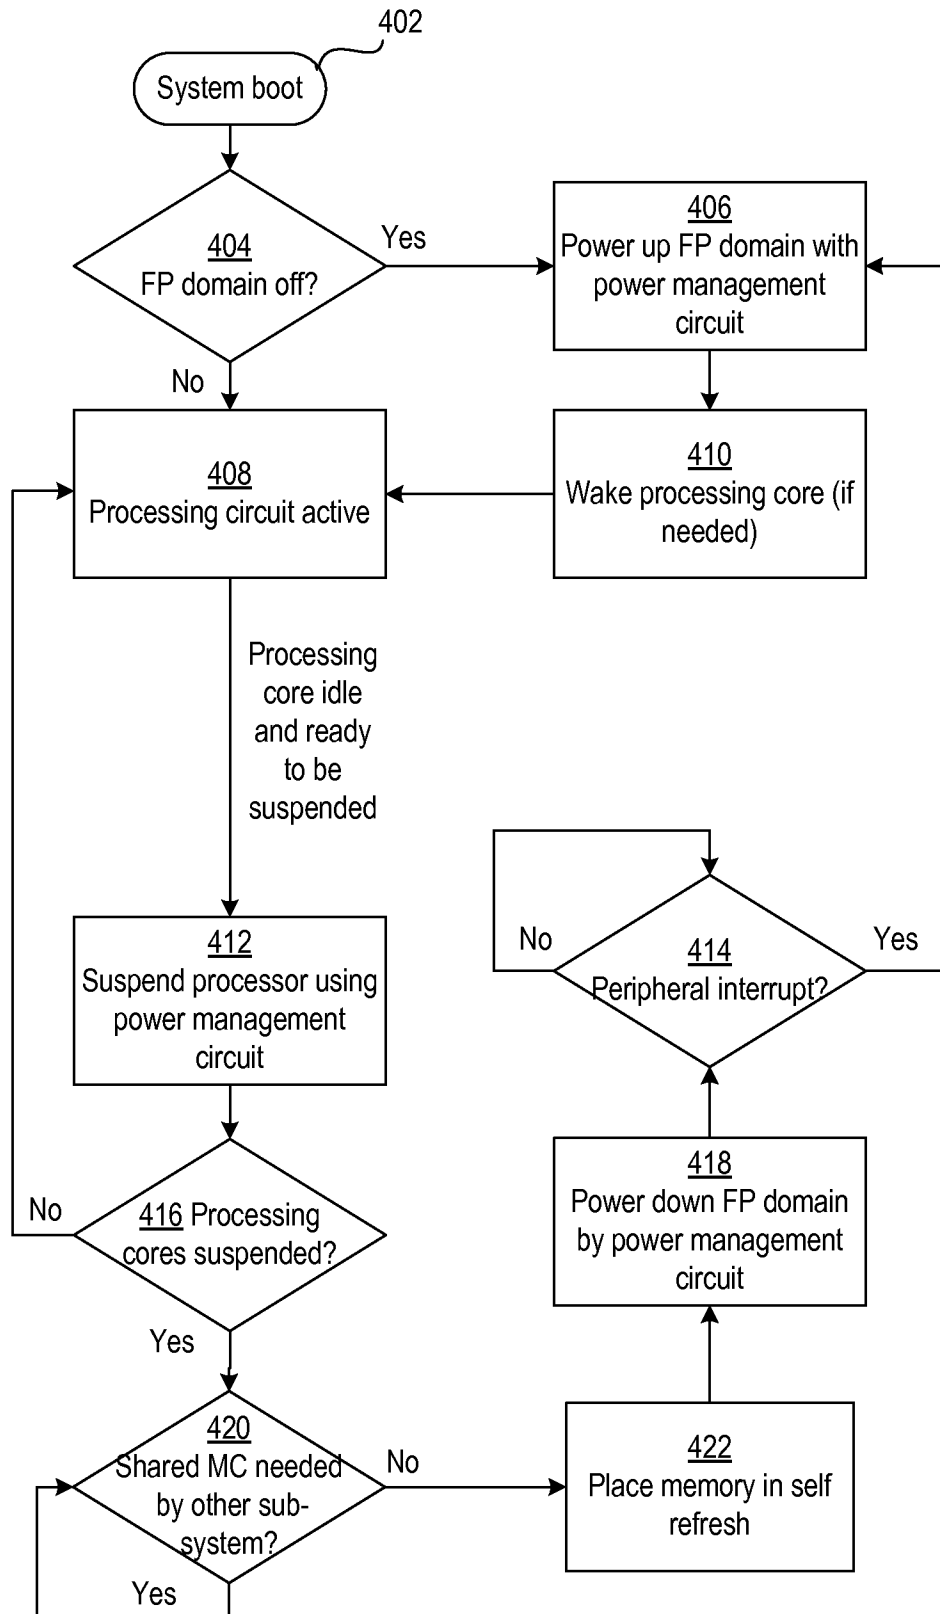 402
System boot
404
FP domain off?
Yes
No
406
Power up FP domain with
power management
circuit
408
Processing circuit active
410
Wake processing core (if
needed)
Processing
core idle
and ready
to be
suspended
412
Suspend processor using
power management
circuit
No
414
Peripheral interrupt?
Yes
416 Processing
cores suspended?
No
Yes
418
Power down FP domain
by power management
circuit
420
Shared MC needed
by other sub-
system?
No
Yes
422
Place memory in self
refresh